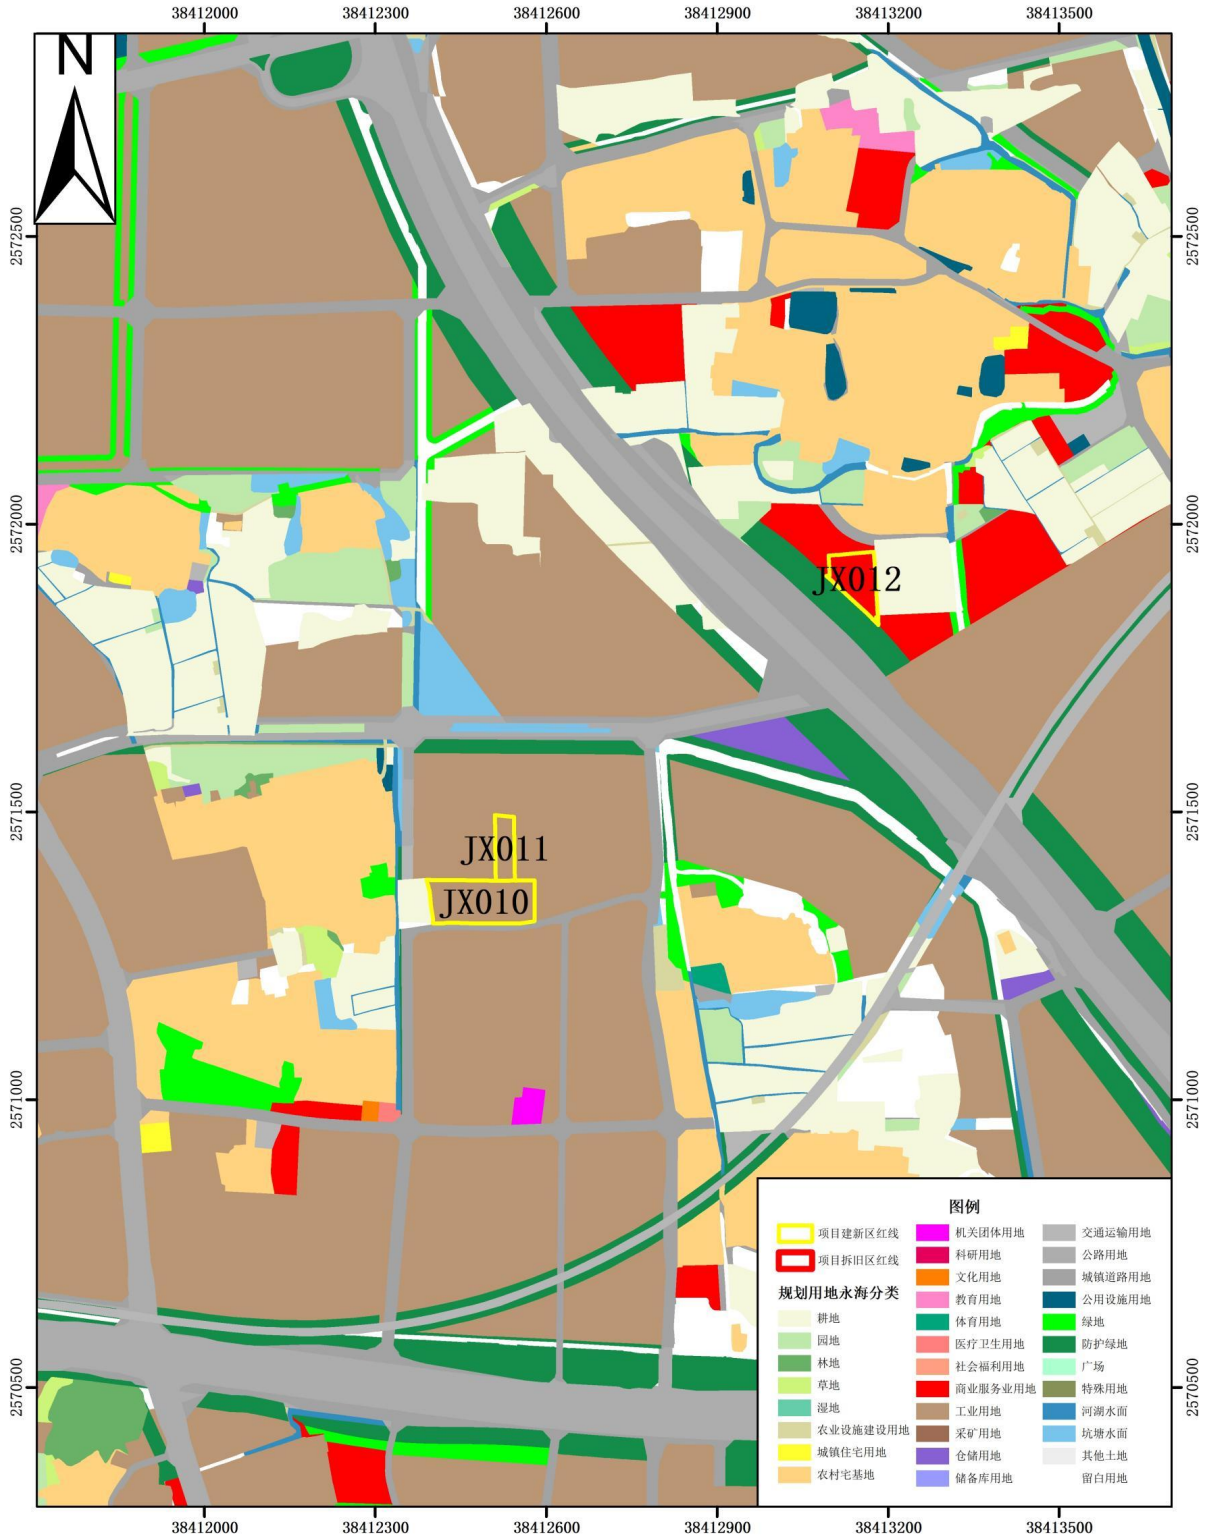 38412000 38412300 38412600 38412900 38413200 38413500
N
2572500 2572500
2572000 2572000
JX012
2571500 2571500
JX011
JX010
2571000 2571000
2570500 2570500
图例
项目建新区红线
项目拆旧区红线
规划用地永海分类
耕地
园地
林地
草地
湿地
农业设施建设用地
城镇住宅用地
农村宅基地
机关团体用地
科研用地
文化用地
教育用地
体育用地
医疗卫生用地
社会福利用地
商业服务业用地
工业用地
采矿用地
仓储用地
储备库用地
交通运输用地
公路用地
城镇道路用地
公用设施用地
绿地
防护绿地
广场
特殊用地
河湖水面
坑塘水面
其他土地
留白用地
38412000 38412300 38412600 38412900 38413200 38413500